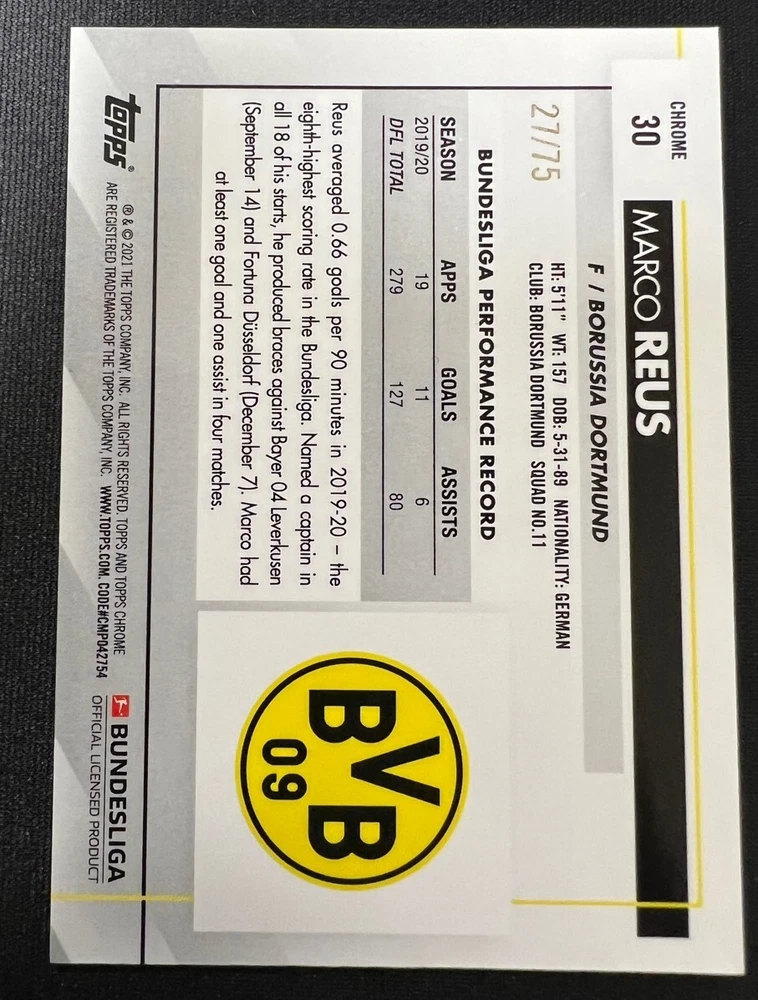 CHROME
30
MARCO REUS
F / BORUSSIA DORTMUND
27/75
HT: 5'11" WT: 157 DOB: 5-31-89 NATIONALITY: GERMAN
CLUB: BORUSSIA DORTMUND SQUAD NO.11
BUNDESLIGA PERFORMANCE RECORD
SEASON APPS GOALS ASSISTS
2019/20 19 11 6
DFL TOTAL 279 127 80
Reus averaged 0.66 goals per 90 minutes in 2019-20 – the
eighth-highest scoring rate in the Bundesliga. Named a captain in
all 18 of his starts, he produced braces against Bayer 04 Leverkusen
(September 14) and Fortuna Düsseldorf (December 7). Marco had
at least one goal and one assist in four matches.
BVB
09
topps®
® & © 2021 THE TOPPS COMPANY, INC. ALL RIGHTS RESERVED. TOPPS AND TOPPS CHROME
ARE REGISTERED TRADEMARKS OF THE TOPPS COMPANY, INC. WWW.TOPPS.COM. CODE#CMP042754
BUNDESLIGA
OFFICIAL LICENSED PRODUCT